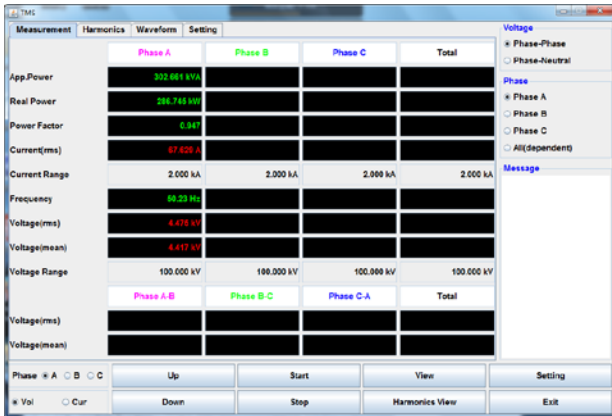 TMS
Measurement Harmonics Waveform Setting
Phase A Phase B Phase C Total
App.Power 302.661 kVA
Real Power 286.745 kW
Power Factor 0.947
Current(rms) 67.620 A
Current Range 2.000 kA 2.000 kA 2.000 kA 2.000 kA
Frequency 50.23 Hz
Voltage(rms) 4.476 kV
Voltage(mean) 4.417 kV
Voltage Range 100.000 kV 100.000 kV 100.000 kV 100.000 kV
Phase A-B Phase B-C Phase C-A Total
Voltage(rms)
Voltage(mean)
Phase A B C Up Start View Setting
Vol Cur Down Stop Harmonics View Exit
Voltage
Phase-Phase
Phase-Neutral
Phase
Phase A
Phase B
Phase C
All(dependent)
Message